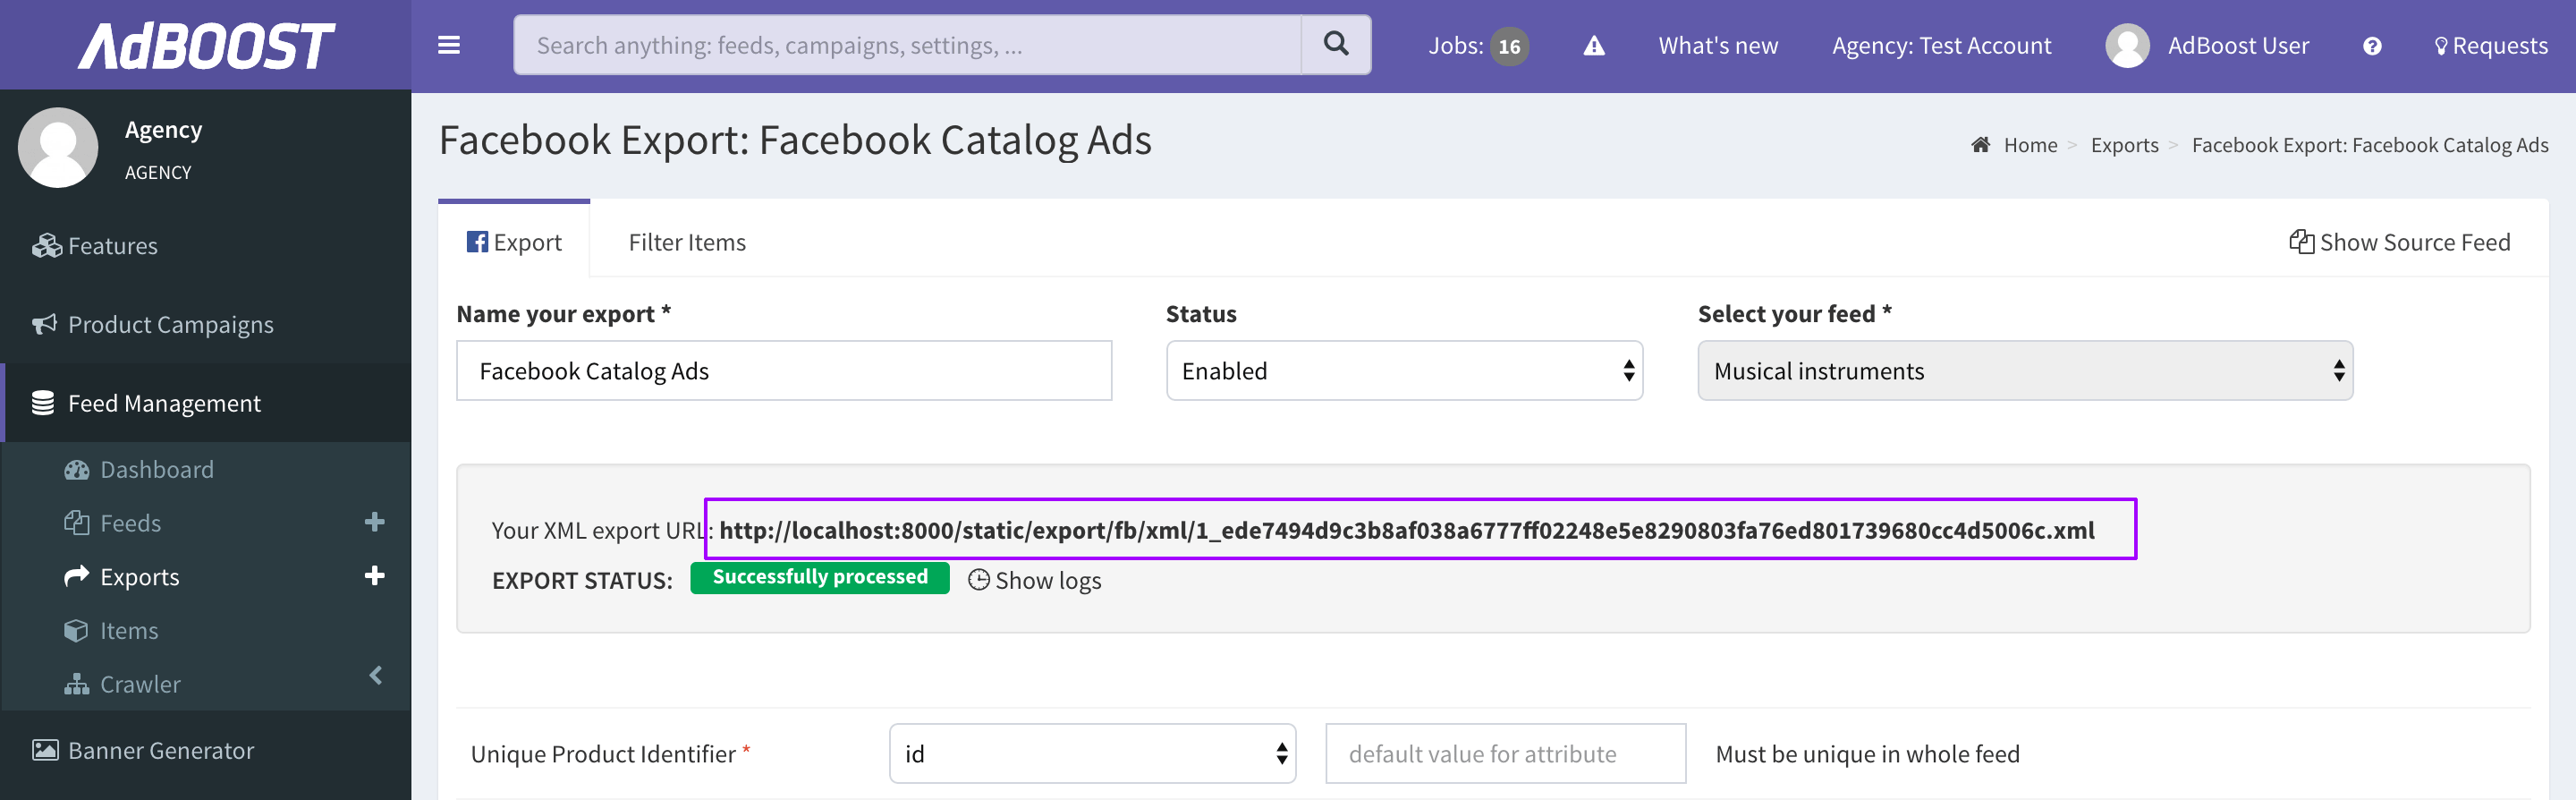 AdBOOST
Search anything: feeds, campaigns, settings, ...
Jobs: 16
What's new
Agency: Test Account
AdBoost User
Requests
Agency
AGENCY
Features
Product Campaigns
Feed Management
Dashboard
Feeds
Exports
Items
Crawler
Banner Generator
Facebook Export: Facebook Catalog Ads
Home > Exports > Facebook Export: Facebook Catalog Ads
Export
Filter Items
Show Source Feed
Name your export *
Status
Select your feed *
Facebook Catalog Ads
Enabled
Musical instruments
Your XML export URL: http://localhost:8000/static/export/fb/xml/1_ede7494d9c3b8af038a6777ff02248e5e8290803fa76ed801739680cc4d5006c.xml
EXPORT STATUS: Successfully processed Show logs
Unique Product Identifier * id default value for attribute Must be unique in whole feed